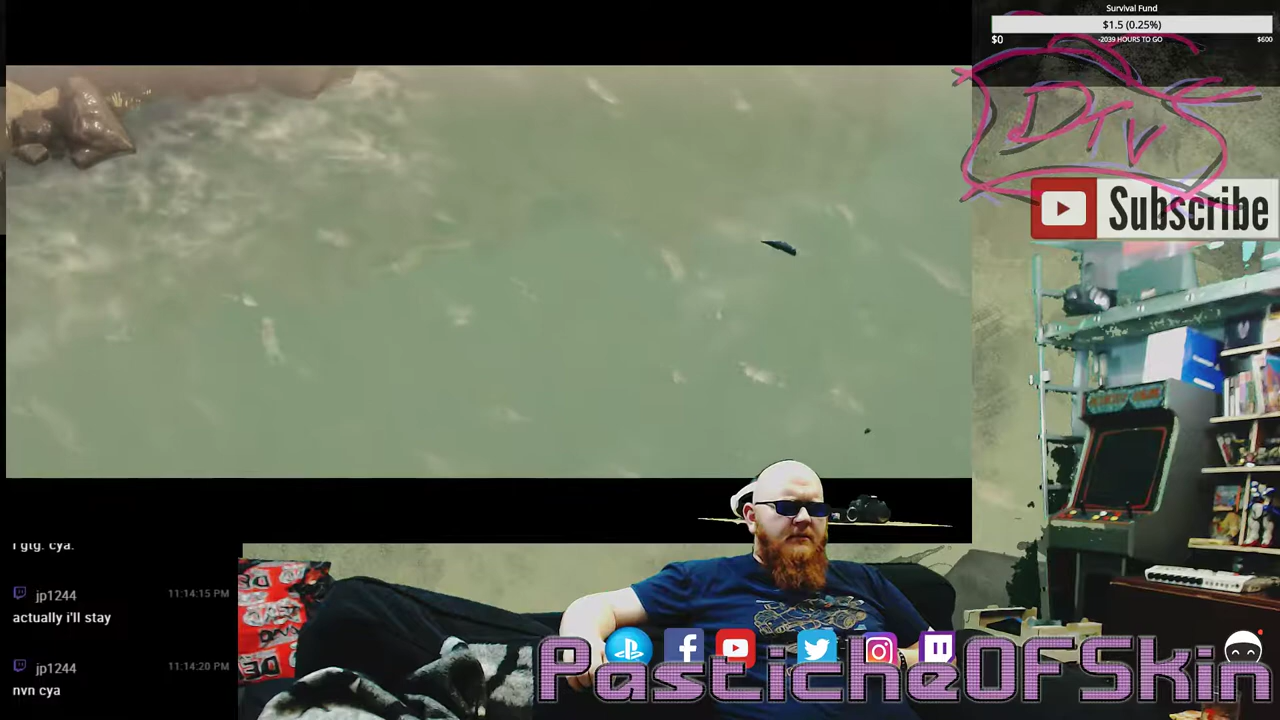 Survival Fund
$1.5 (0.25%)
$0
-2039 HOURS TO GO
$600
DTV
Subscribe
I gtg. cya.
jp1244
11:14:15 PM
actually i'll stay
jp1244
11:14:20 PM
nvn cya
PasticheOFSkin